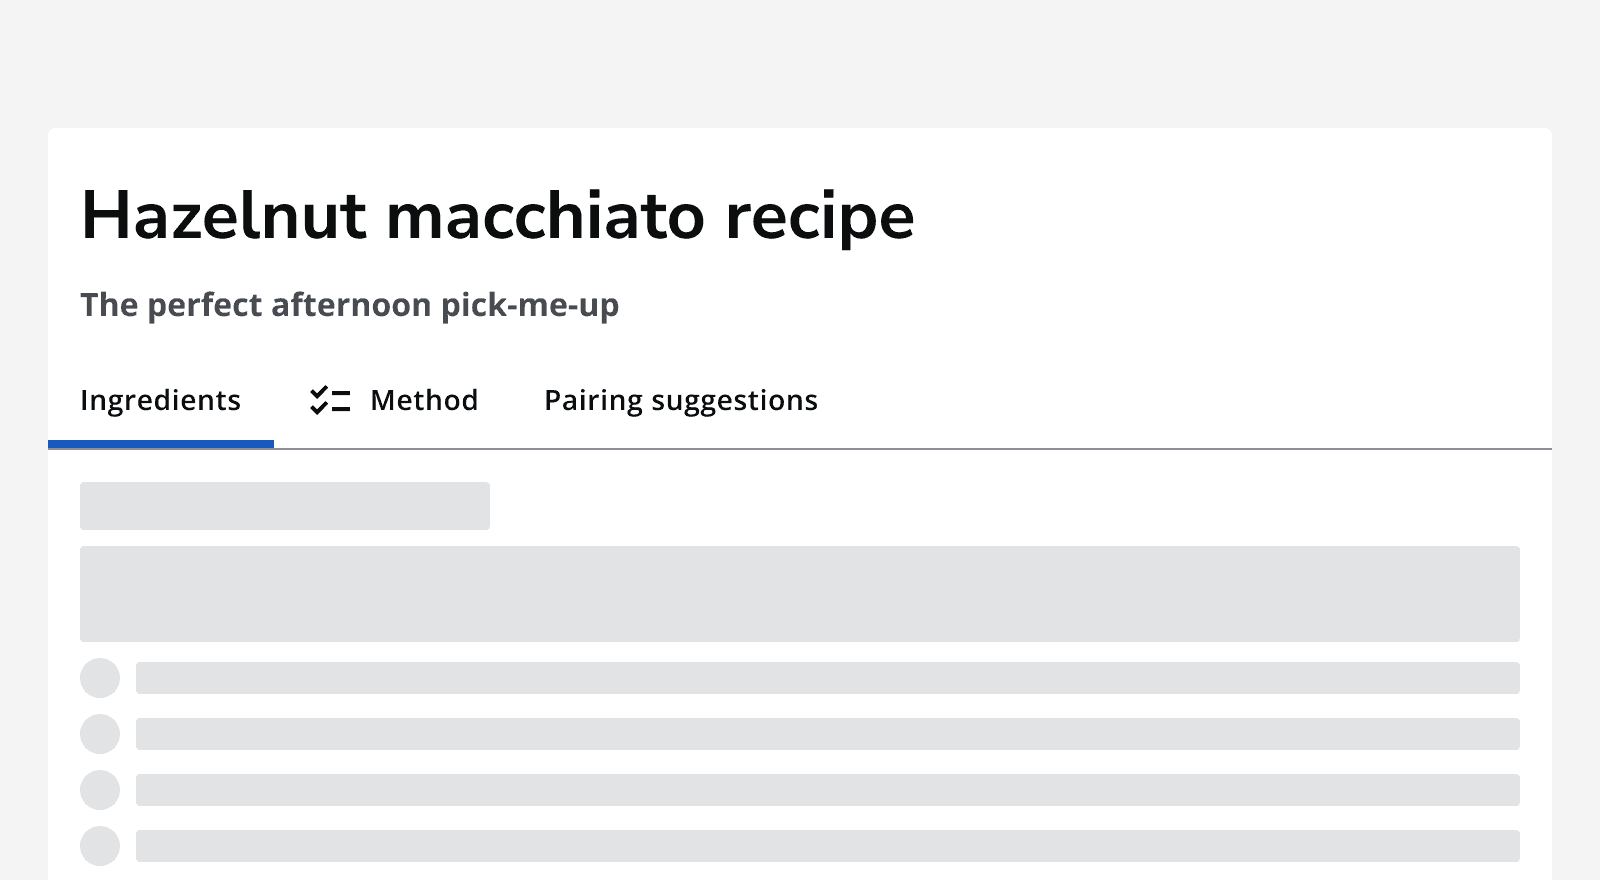 Hazelnut macchiato recipe
The perfect afternoon pick-me-up
Ingredients Method Pairing suggestions